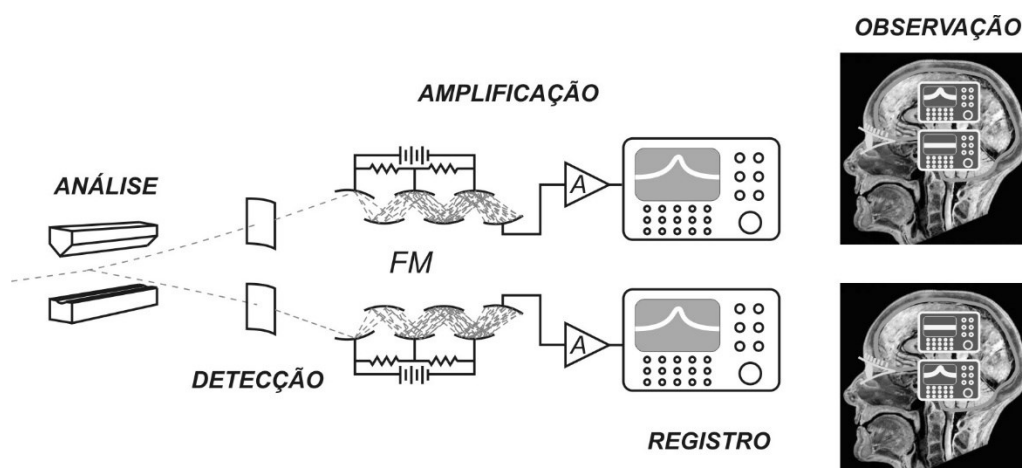 OBSERVAÇÃO
AMPLIFICAÇÃO
ANÁLISE
A
FM
A
DETECÇÃO
REGISTRO